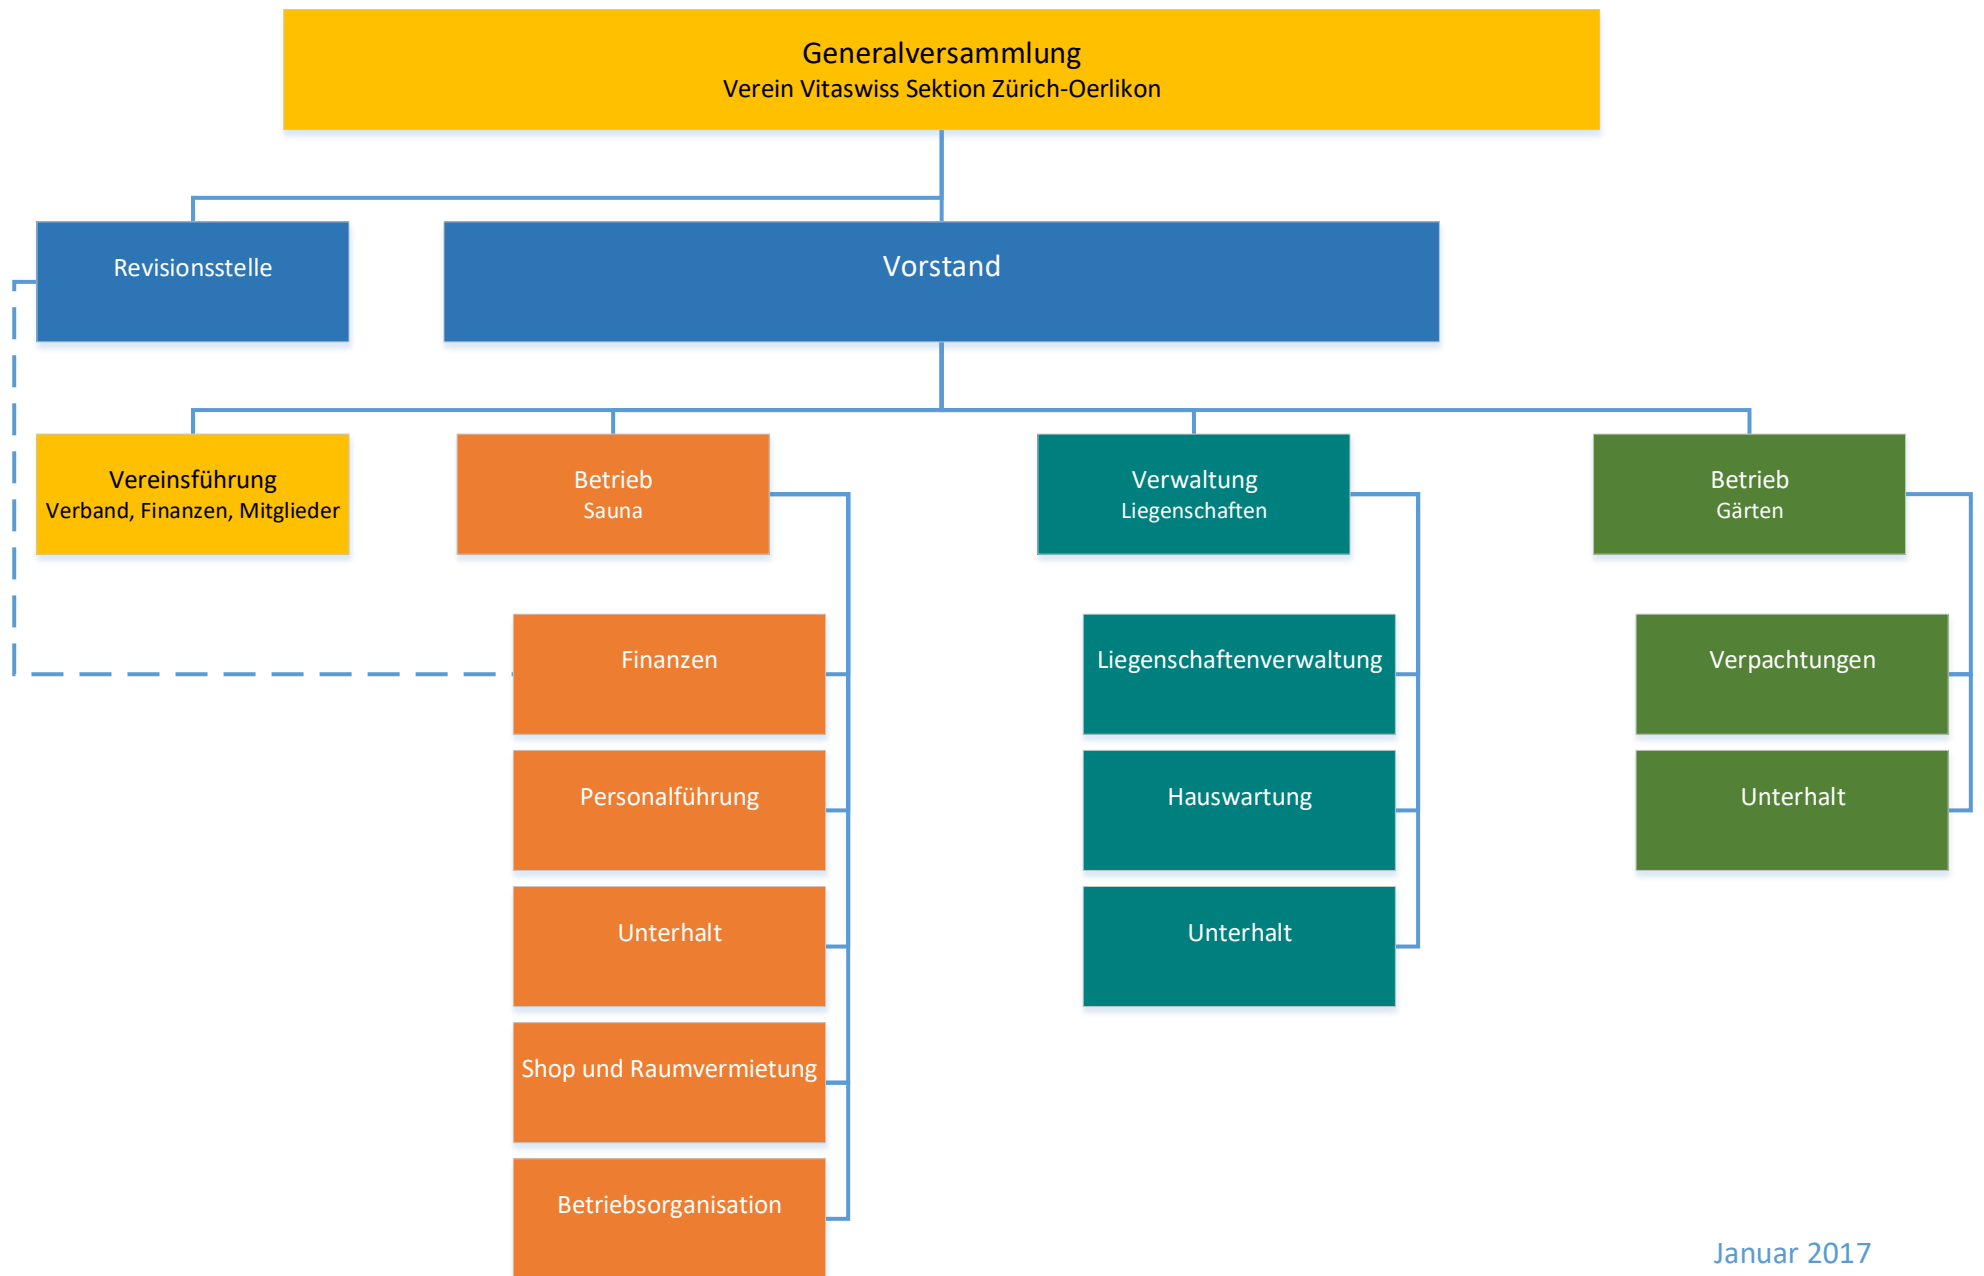 Generalversammlung
Verein Vitaswiss Sektion Zürich-Oerlikon
Revisionsstelle
Vorstand
Vereinsführung
Verband, Finanzen, Mitglieder
Betrieb
Sauna
Verwaltung
Liegenschaften
Betrieb
Gärten
Finanzen
Liegenschaftenverwaltung
Verpachtungen
Personalführung
Hauswartung
Unterhalt
Unterhalt
Unterhalt
Shop und Raumvermietung
Betriebsorganisation
Januar 2017